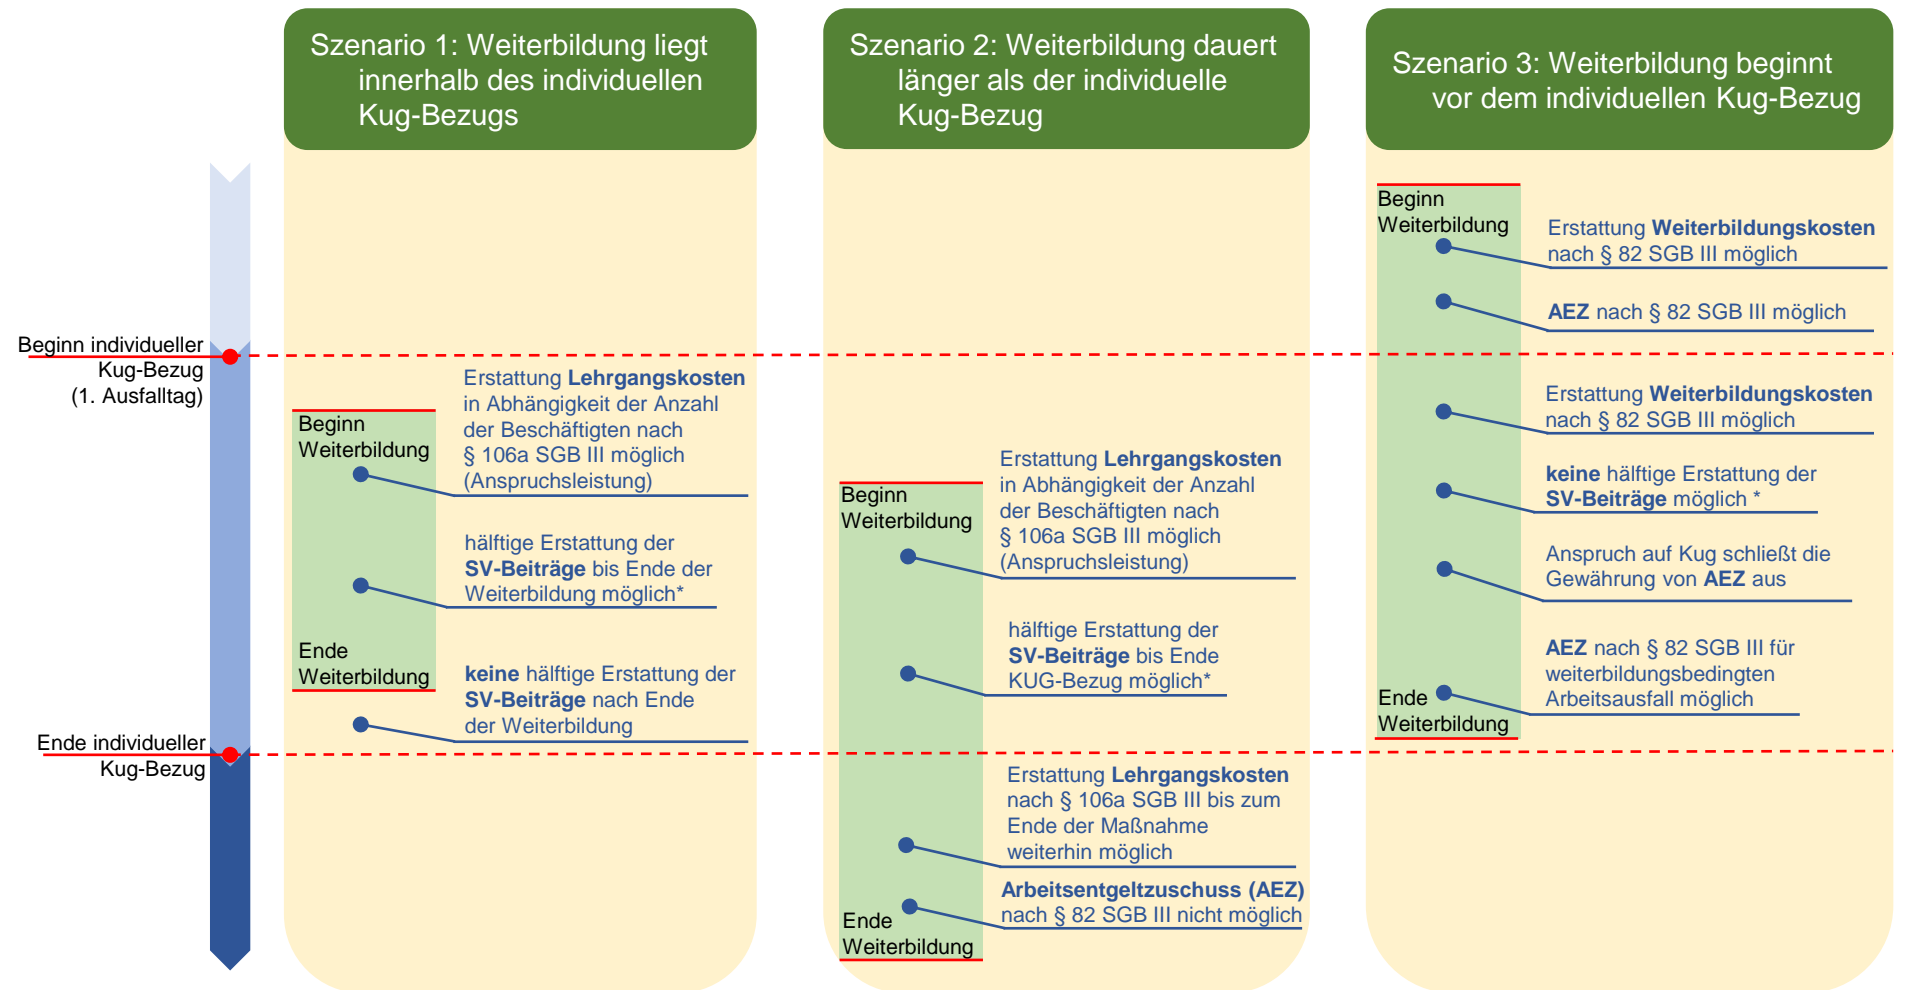 Szenario 1: Weiterbildung liegt
innerhalb des individuellen
Kug-Bezugs
Szenario 2: Weiterbildung dauert
länger als der individuelle
Kug-Bezug
Szenario 3: Weiterbildung beginnt
vor dem individuellen Kug-Bezug
Beginn individueller
Kug-Bezug
(1. Ausfalltag)
Ende individueller
Kug-Bezug
Beginn
Weiterbildung
Erstattung Lehrgangskosten
in Abhängigkeit der Anzahl
der Beschäftigten nach
§ 106a SGB III möglich
(Anspruchsleistung)
hälftige Erstattung der
SV-Beiträge bis Ende der
Weiterbildung möglich*
Ende
Weiterbildung
keine hälftige Erstattung der
SV-Beiträge nach Ende
der Weiterbildung
Beginn
Weiterbildung
Erstattung Lehrgangskosten
in Abhängigkeit der Anzahl
der Beschäftigten nach
§ 106a SGB III möglich
(Anspruchsleistung)
hälftige Erstattung der
SV-Beiträge bis Ende
KUG-Bezug möglich*
Erstattung Lehrgangskosten
nach § 106a SGB III bis zum
Ende der Maßnahme
weiterhin möglich
Arbeitsentgeltzuschuss (AEZ)
nach § 82 SGB III nicht möglich
Ende
Weiterbildung
Beginn
Weiterbildung
Erstattung Weiterbildungskosten
nach § 82 SGB III möglich
AEZ nach § 82 SGB III möglich
Erstattung Weiterbildungskosten
nach § 82 SGB III möglich
keine hälftige Erstattung der
SV-Beiträge möglich *
Anspruch auf Kug schließt die
Gewährung von AEZ aus
AEZ nach § 82 SGB III für
weiterbildungsbedingten
Arbeitsausfall möglich
Ende
Weiterbildung